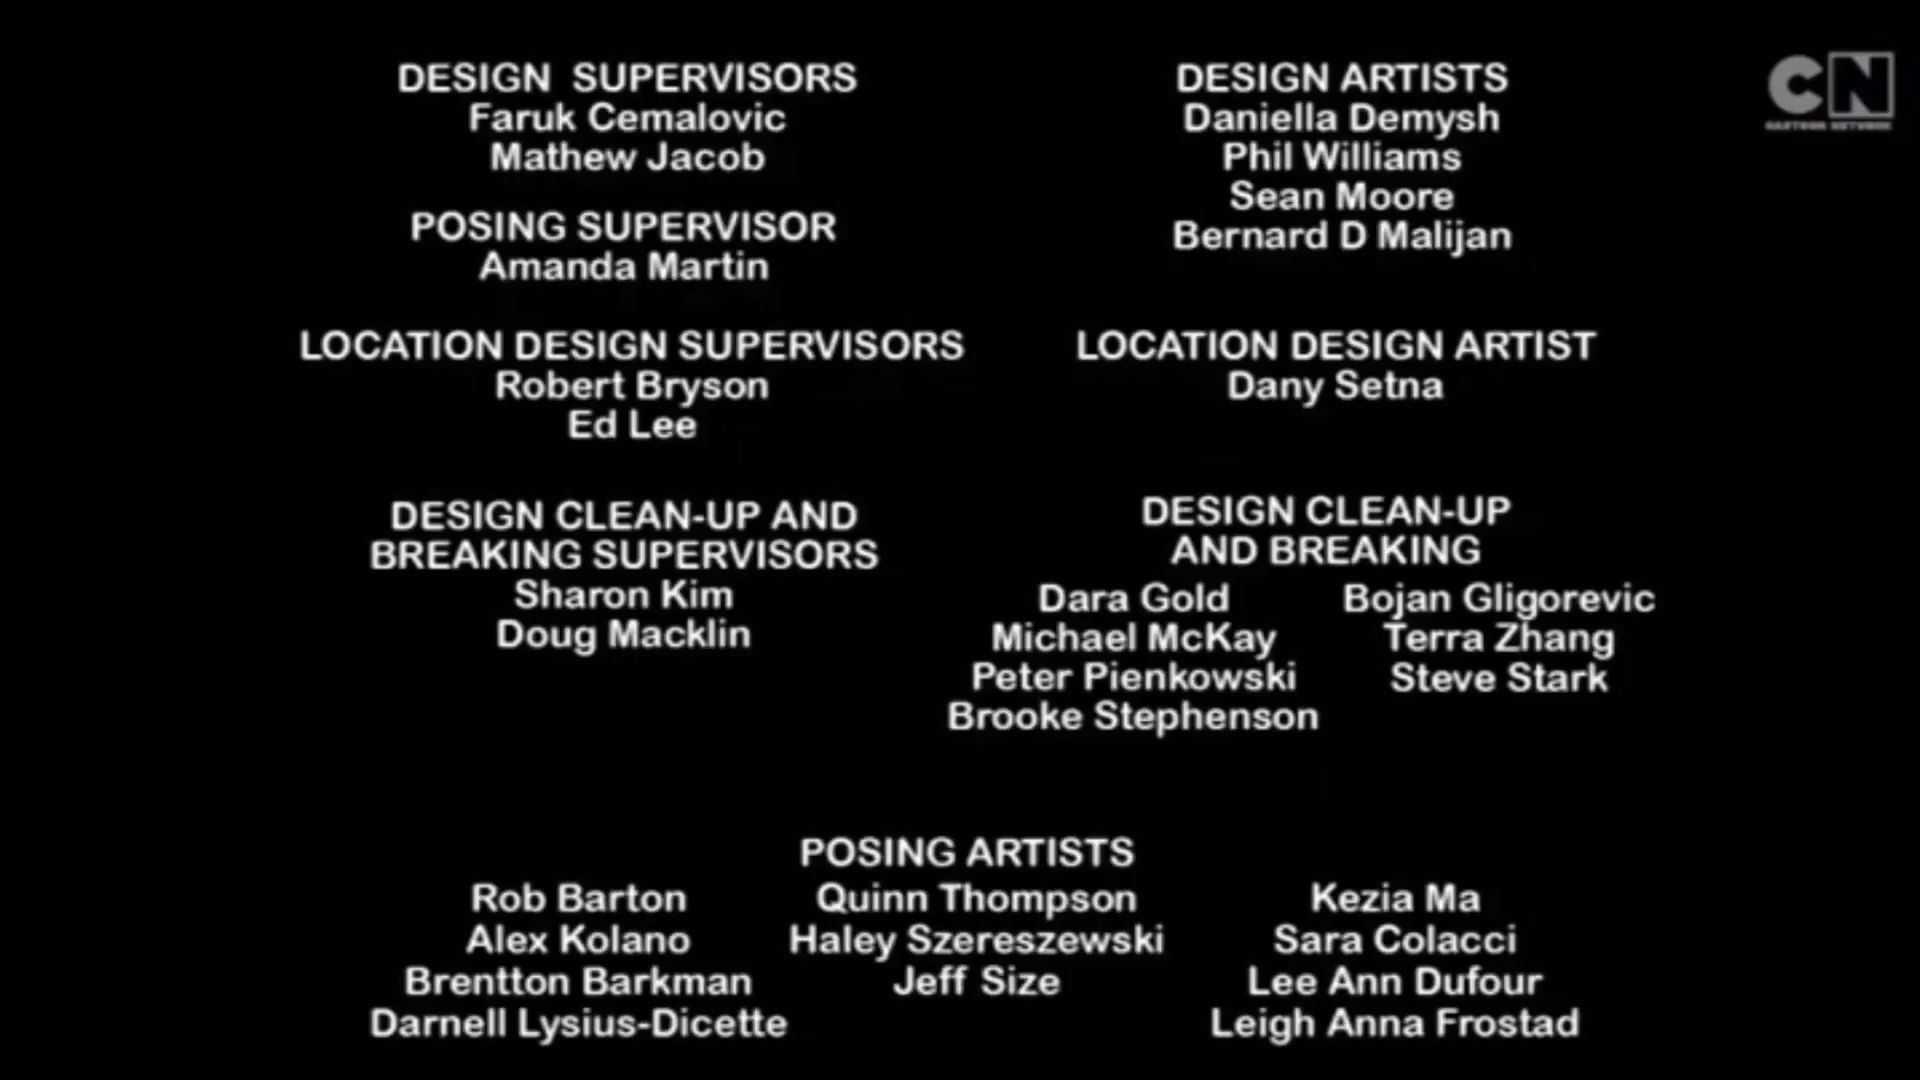 DESIGN SUPERVISORS
Faruk Cemalovic
Mathew Jacob
POSING SUPERVISOR
Amanda Martin
LOCATION DESIGN SUPERVISORS
Robert Bryson
Ed Lee
DESIGN CLEAN-UP AND
BREAKING SUPERVISORS
Sharon Kim
Doug Macklin
DESIGN ARTISTS
Daniella Demysh
Phil Williams
Sean Moore
Bernard D Malijan
LOCATION DESIGN ARTIST
Dany Setna
DESIGN CLEAN-UP
AND BREAKING
Dara Gold
Michael McKay
Peter Pienkowski
Brooke Stephenson
Bojan Gligorevic
Terra Zhang
Steve Stark
POSING ARTISTS
Rob Barton
Alex Kolano
Brentton Barkman
Darnell Lysius-Dicette
Quinn Thompson
Haley Szereszewski
Jeff Size
Kezia Ma
Sara Colacci
Lee Ann Dufour
Leigh Anna Frostad
CN
CARTOON NETWORK